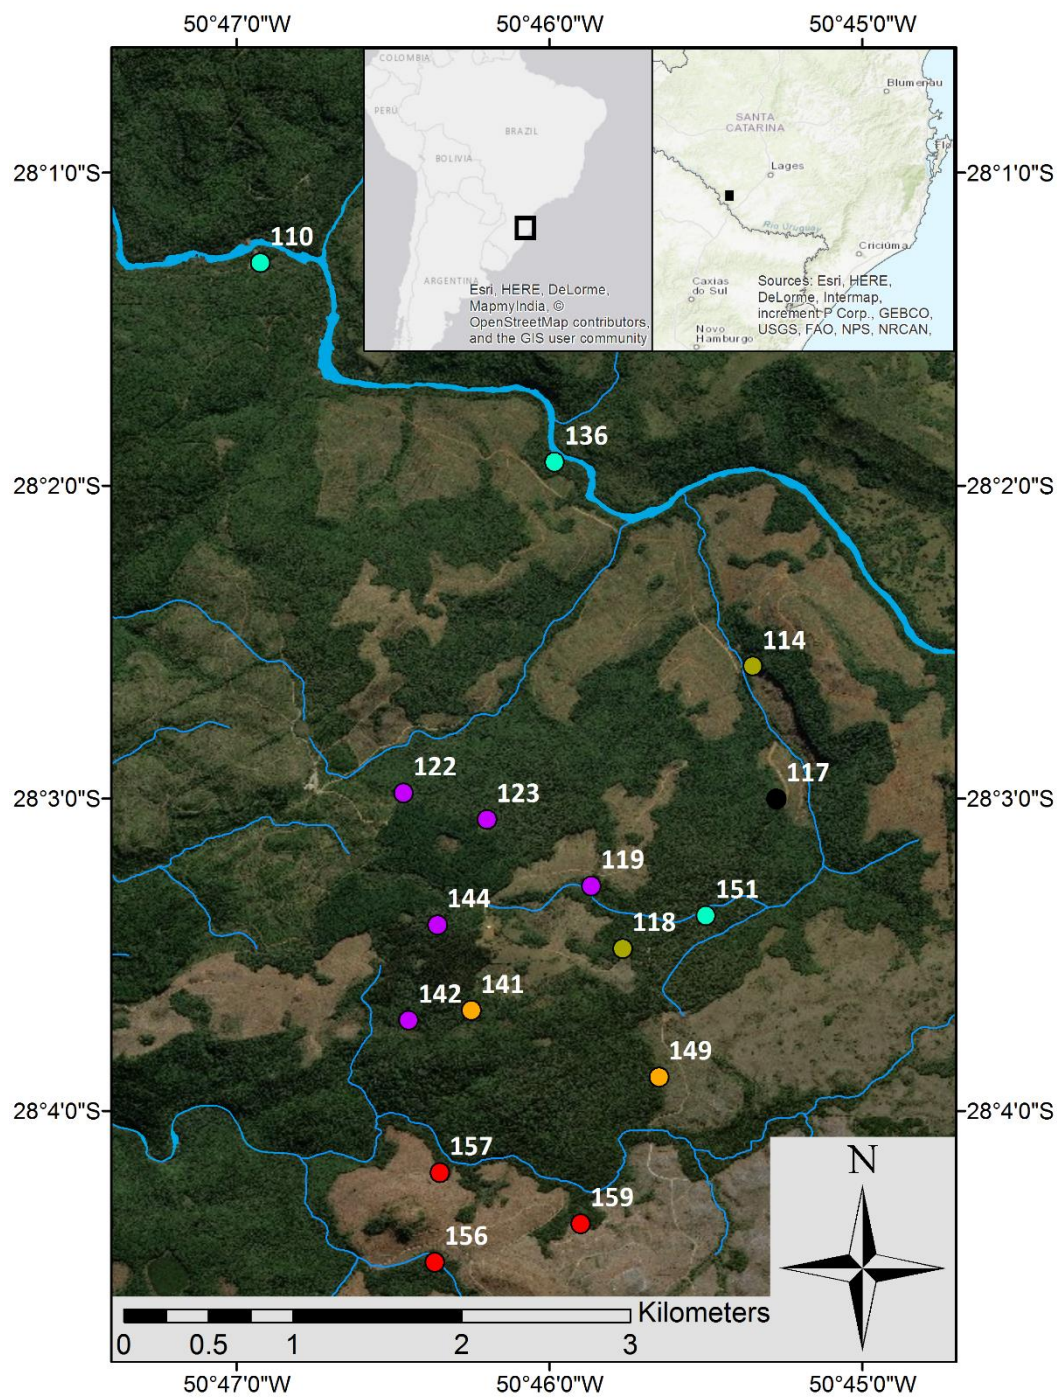 50°47'0"W
50°46'0"W
50°45'0"W
28°1'0"S
28°1'0"S
COLOMBIA
PERÚ
BRAZIL
BOLIVIA
ARGENTINA
Esri, HERE, DeLorme,
MapmyIndia, ©
OpenStreetMap contributors,
and the GIS user community
Blumenau
SANTA
CATARINA
Flo
Lages
Rio Uruguay
Criciúma
Caxias
do Sul
Novo
Hamburgo
Sources: Esri, HERE,
DeLorme, Intermap,
increment P Corp., GEBCO,
USGS, FAO, NPS, NRCAN,
110
136
28°2'0"S
28°2'0"S
114
117
122
123
28°3'0"S
28°3'0"S
119
151
144
118
142
141
149
28°4'0"S
28°4'0"S
157
159
156
N
Kilometers
0
0.5
1
2
3
50°47'0"W
50°46'0"W
50°45'0"W